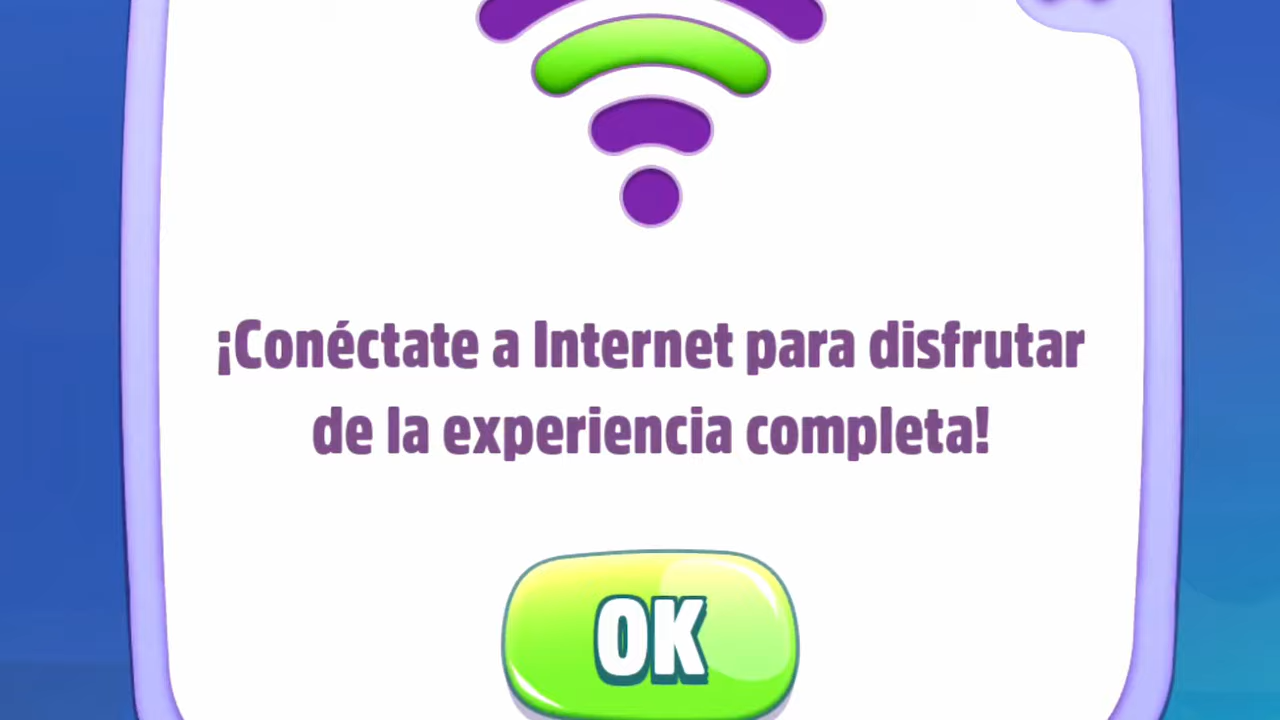 ¡Conéctate a Internet para disfrutar
de la experiencia completa!
OK